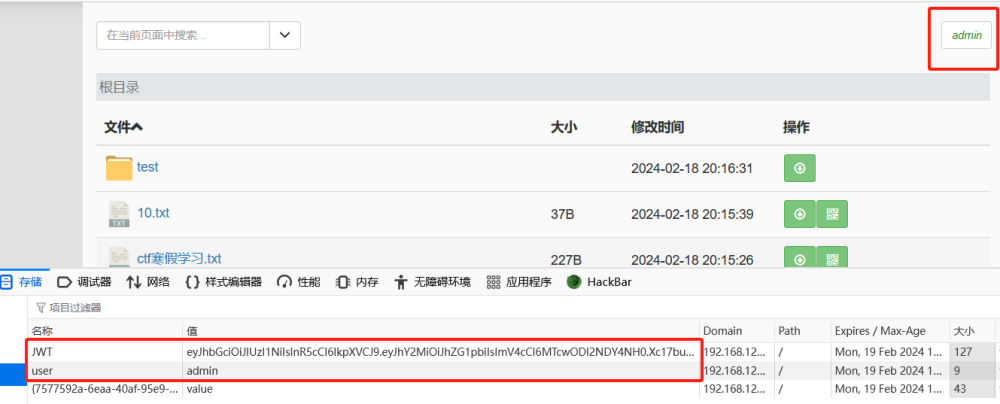 在当前页面中搜索...
admin
根目录
文件 大小 修改时间 操作
test 2024-02-18 20:16:31
TXT
10.txt 37B 2024-02-18 20:15:39
ctf寒假学习.txt 227B 2024-02-18 20:15:26
存储 调试器 网络 {} 样式编辑器 性能 内存 无障碍环境 应用程序 HackBar
项目过滤器
名称 值 Domain Path Expires / Max-Age 大小
JWT eyJhbGciOiJIUzI1NiIsInR5cCI6IkpXVCJ9.eyJhY2MiOiJhZG1pbiIsImV4cCI6MTcwODI2NDY4NH0.Xc17bu... 192.168.12... / Mon, 19 Feb 2024 1... 127
user admin 192.168.12... / Mon, 19 Feb 2024 1... 9
{7577592a-6eaa-40af-95e9-... value 192.168.12... / Mon, 19 Feb 2024 1... 43